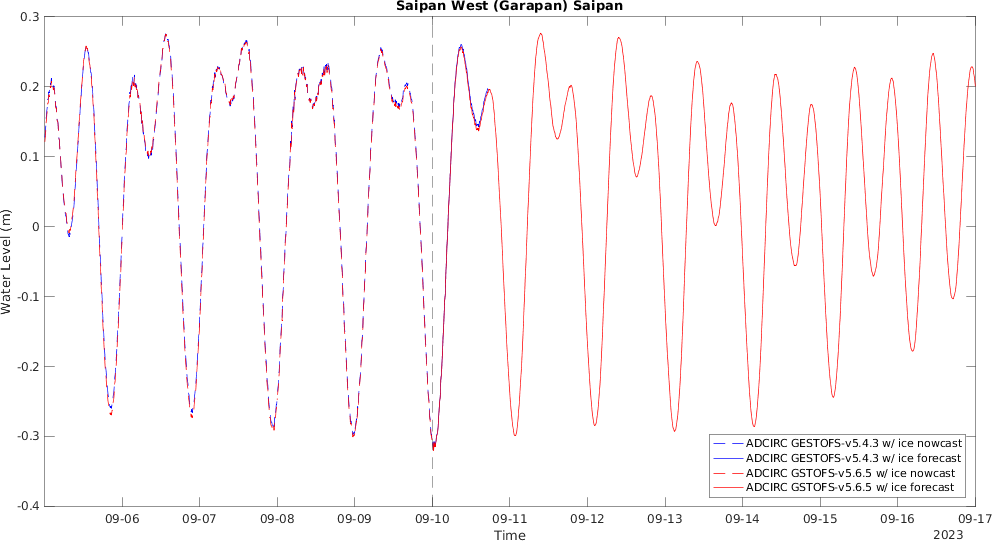 Saipan West (Garapan) Saipan
0.3
0.2
0.1
0
-0.1
-0.2
-0.3
-0.4
Water Level (m)
ADCIRC GESTOFS-v5.4.3 w/ ice nowcast
ADCIRC GESTOFS-v5.4.3 w/ ice forecast
ADCIRC GSTOFS-v5.6.5 w/ ice nowcast
ADCIRC GSTOFS-v5.6.5 w/ ice forecast
09-06 09-07 09-08 09-09 09-10 09-11 09-12 09-13 09-14 09-15 09-16 09-17
Time
2023